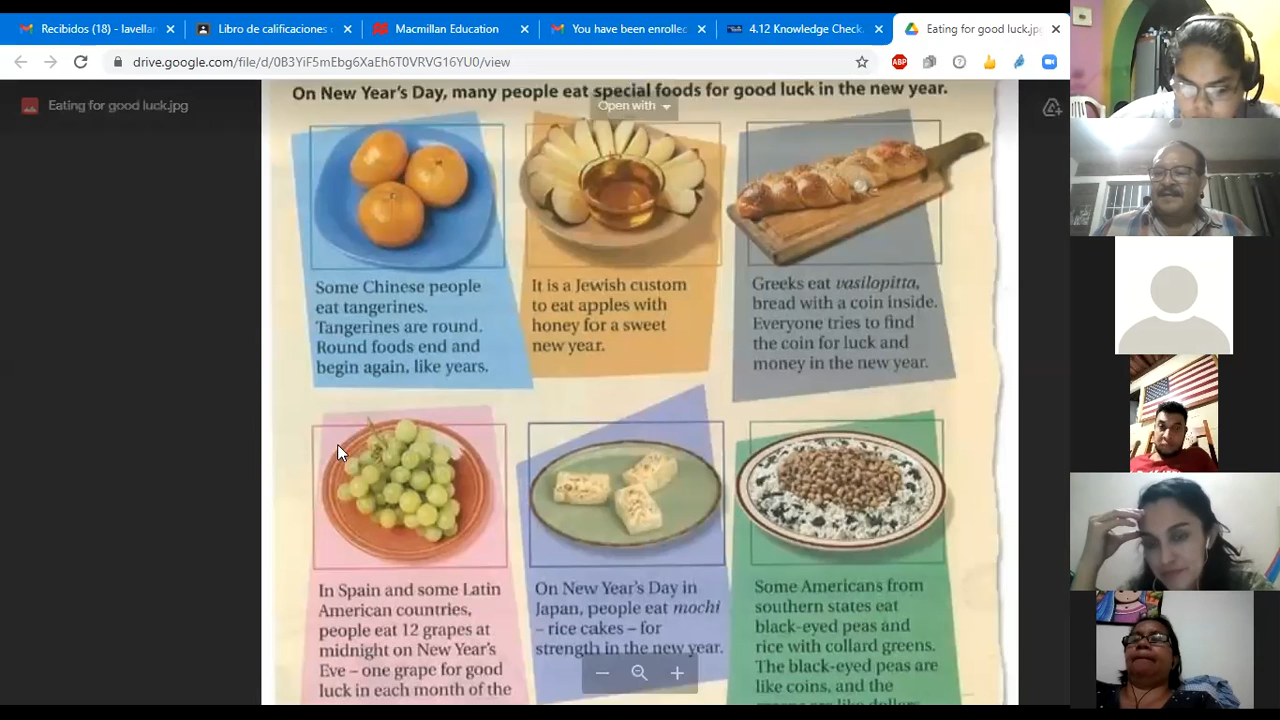 Recibidos (18) - lavellan
Libro de calificaciones
Macmillan Education
You have been enrolled
4.12 Knowledge Check
Eating for good luck.jpg
drive.google.com/file/d/0B3YiF5mEbgiXaEh6T0VRVG16YU0/view
ABP
Eating for good luck.jpg
On New Year's Day, many people eat special foods for good luck in the new year.
Open with
Some Chinese people
eat tangerines.
Tangerines are round.
Round foods end and
begin again, like years.
It is a Jewish custom
to eat apples with
honey for a sweet
new year.
Greeks eat vasilopitta,
bread with a coin inside.
Everyone tries to find
the coin for luck and
money in the new year.
In Spain and some Latin
American countries,
people eat 12 grapes at
midnight on New Year's
Eve – one grape for good
luck in each month of the
On New Year's Day in
Japan, people eat mochi
– rice cakes – for
strength in the new year.
Some Americans from
southern states eat
black-eyed peas and
rice with collard greens.
The black-eyed peas are
like coins, and the
greens are like dollars